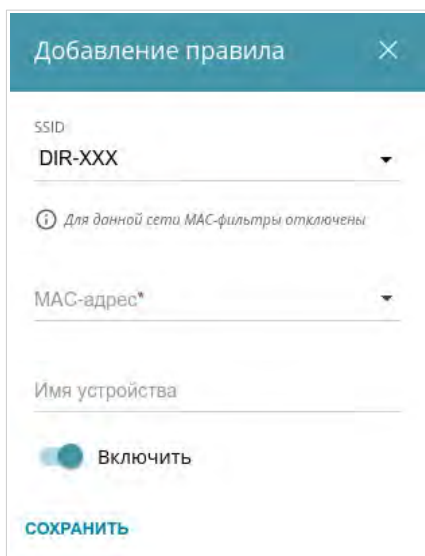 Добавление правила
SSID
DIR-XXX
Для данной сети MAC-фильтры отключены
MAC-адрес*
Имя устройства
Включить
СОХРАНИТЬ